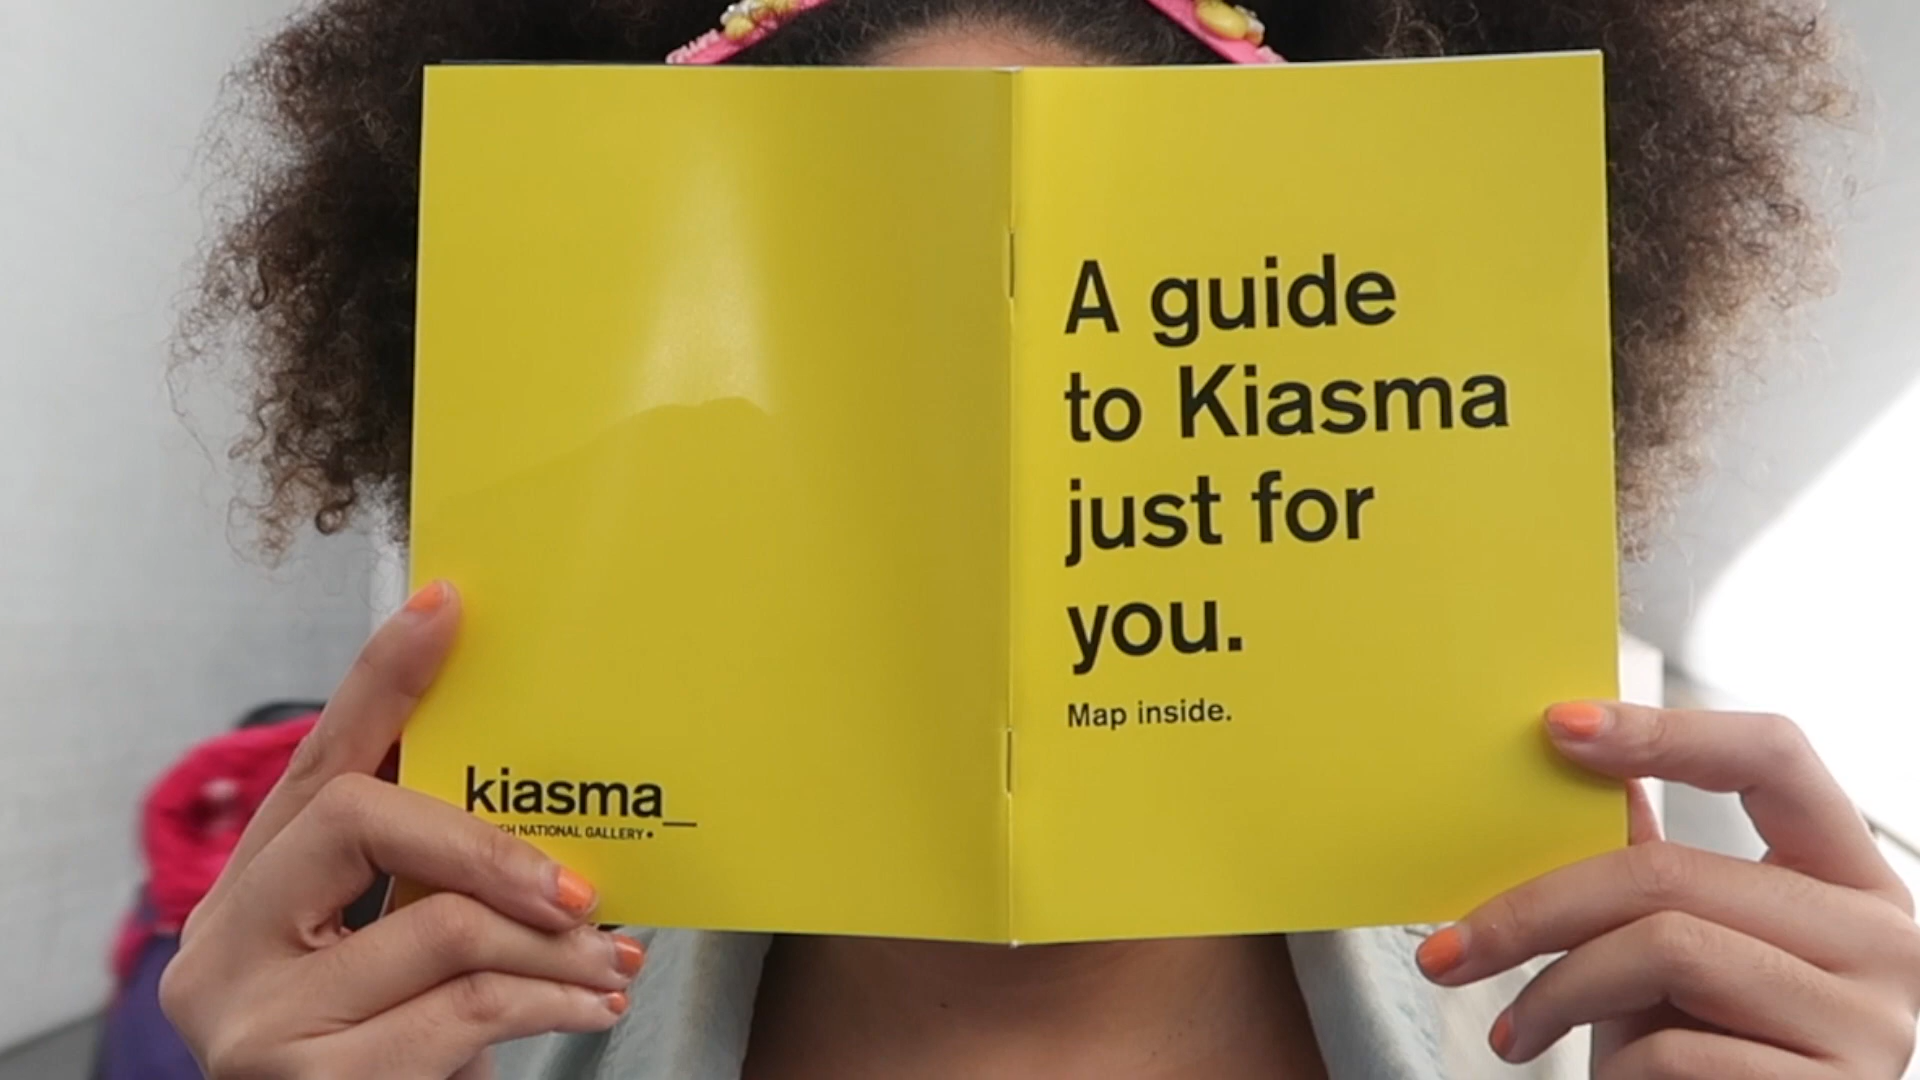 A guide
to Kiasma
just for
you.
Map inside.
kiasma_
NATIONAL GALLERY •